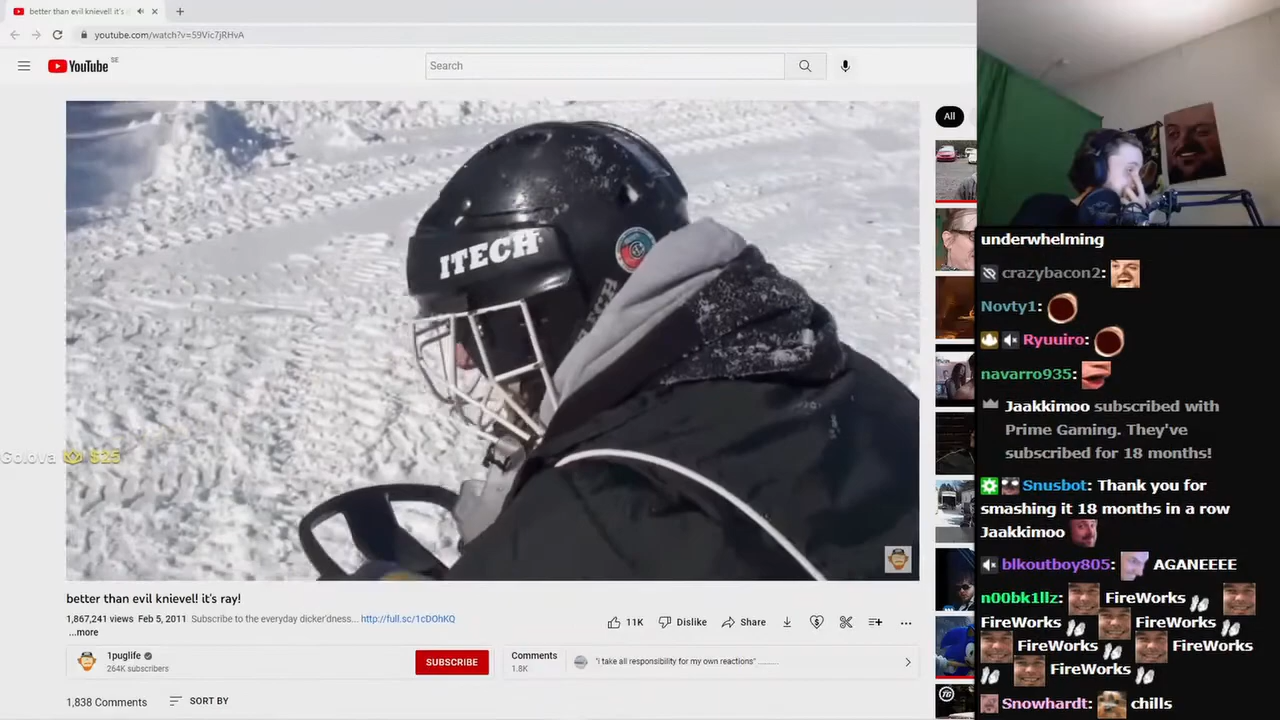 better than evil knievel! it's
youtube.com/watch?v=59Vic7jRHvA
YouTube SE
Search
All
ITECH
Golova $25
better than evil knievel! it's ray!
1,867,241 views Feb 5, 2011 Subscribe to the everyday dicker'dness... http://full.sc/1cDOhKQ
...more
11K Dislike Share
1puglife
264K subscribers
SUBSCRIBE
Comments
1.8K
"i take all responsibility for my own reactions" ..........
1,838 Comments SORT BY
underwhelming
crazybacon2:
Novty1:
Ryuuiro:
navarro935:
Jaakkimoo subscribed with
Prime Gaming. They've
subscribed for 18 months!
Snusbot: Thank you for
smashing it 18 months in a row
Jaakkimoo
blkoutboy805: AGANEEEE
n00bk1llz: FireWorks
FireWorks FireWorks
FireWorks FireWorks
FireWorks
Snowhardt: chills